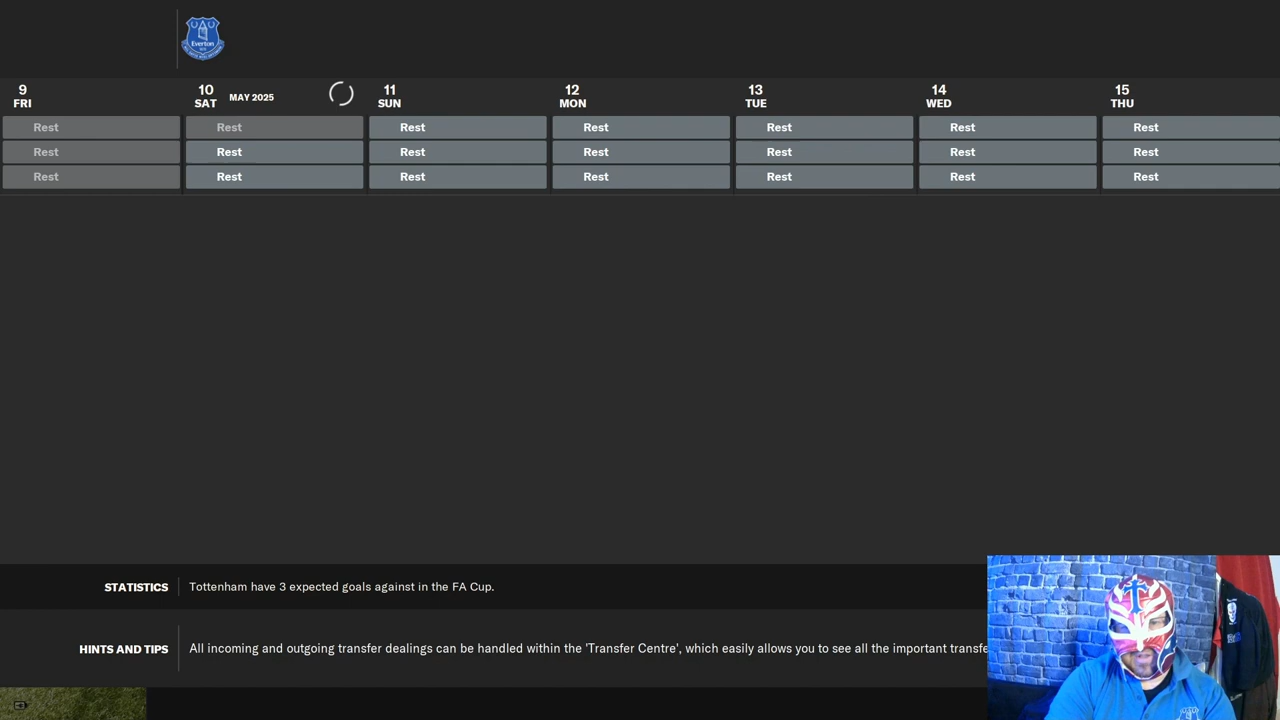 Everton
9
FRI
10
SAT
MAY 2025
11
SUN
12
MON
13
TUE
14
WED
15
THU
Rest Rest Rest Rest Rest Rest Rest
Rest Rest Rest Rest Rest Rest Rest
Rest Rest Rest Rest Rest Rest Rest
STATISTICS Tottenham have 3 expected goals against in the FA Cup.
HINTS AND TIPS All incoming and outgoing transfer dealings can be handled within the 'Transfer Centre', which easily allows you to see all the important transfe